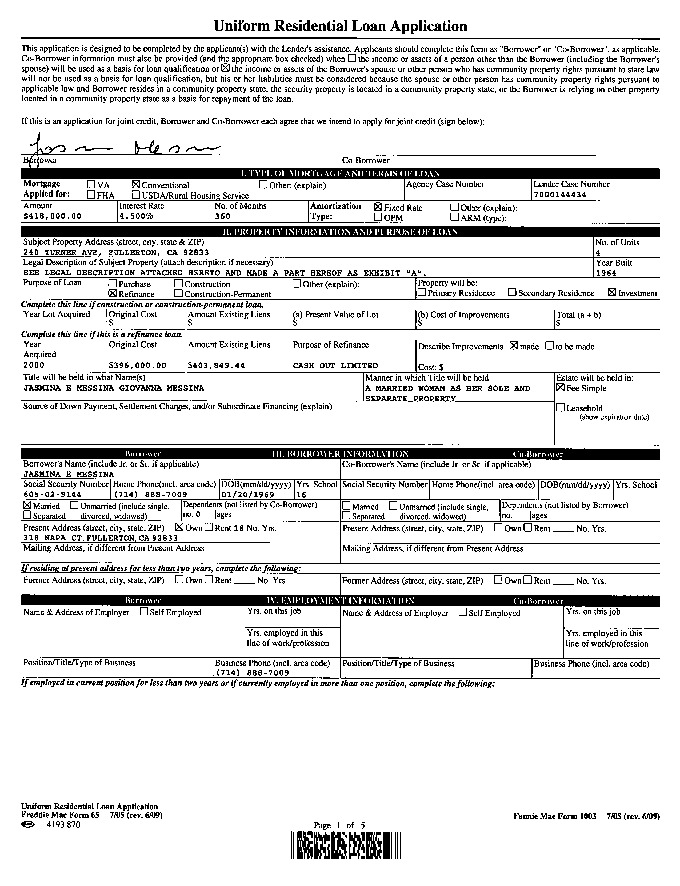 Uniform Residential Loan Application
This application is designed to be completed by the applicant(s) with the Lender's assistance. Applicants should complete this form as "Borrower" or "Co-Borrower", as applicable.
Co-Borrower information must also be provided (and the appropriate box checked) when ☐ the income or assets of a person other than the Borrower (including the Borrower's
spouse) will be used as a basis for loan qualification or ☒ the income or assets of the Borrower's spouse or other person who has community property rights pursuant to state law
will not be used as a basis for loan qualification, but his or her liabilities must be considered because the spouse or other person has community property rights pursuant to
applicable law and Borrower resides in a community property state, the security property is located in a community property state, or the Borrower is relying on other property
located in a community property state as a basis for repayment of the loan.
If this is an application for joint credit, Borrower and Co-Borrower each agree that we intend to apply for joint credit (sign below):
Borrower Co-Borrower
I. TYPE OF MORTGAGE AND TERMS OF LOAN
Mortgage ☐ VA ☒ Conventional ☐ Other: (explain) Agency Case Number Lender Case Number
Applied for: ☐ FHA ☐ USDA/Rural Housing Service 7000144434
Amount Interest Rate No. of Months Amortization ☒ Fixed Rate ☐ Other (explain):
$418,000.00 4.500% 360 Type: ☐ GPM ☐ ARM (type):
II. PROPERTY INFORMATION AND PURPOSE OF LOAN
Subject Property Address (street, city, state & ZIP) No. of Units
240 TURNER AVE, FULLERTON, CA 92833 4
Legal Description of Subject Property (attach description if necessary) Year Built
SEE LEGAL DESCRIPTION ATTACHED HERETO AND MADE A PART HEREOF AS EXHIBIT "A". 1964
Purpose of Loan ☐ Purchase ☐ Construction ☐ Other (explain): Property will be:
☒ Refinance ☐ Construction-Permanent ☐ Primary Residence ☐ Secondary Residence ☒ Investment
Complete this line if construction or construction-permanent loan.
Year Lot Acquired Original Cost Amount Existing Liens (a) Present Value of Lot (b) Cost of Improvements Total (a + b)
$ $ $ $ $
Complete this line if this is a refinance loan.
Year Original Cost Amount Existing Liens Purpose of Refinance Describe Improvements ☒ made ☐ to be made
Acquired
2000 $396,000.00 $403,849.44 CASH OUT LIMITED Cost: $
Title will be held in what Name(s) Manner in which Title will be held Estate will be held in:
JASMINA E MESSINA GIOVANNA MESSINA A MARRIED WOMAN AS HER SOLE AND ☒ Fee Simple
SEPARATE PROPERTY
Source of Down Payment, Settlement Charges, and/or Subordinate Financing (explain) ☐ Leasehold
(show expiration date)
Borrower III. BORROWER INFORMATION Co-Borrower
Borrower's Name (include Jr. or Sr. if applicable) Co-Borrower's Name (include Jr. or Sr. if applicable)
JASMINA E MESSINA
Social Security Number Home Phone(incl. area code) DOB(mm/dd/yyyy) Yrs. School Social Security Number Home Phone(incl. area code) DOB(mm/dd/yyyy) Yrs. School
605-02-9144 (714) 888-7009 01/20/1969 16
☒ Married ☐ Unmarried (include single, Dependents (not listed by Co-Borrower) ☐ Married ☐ Unmarried (include single, Dependents (not listed by Borrower)
☐ Separated divorced, widowed) no. 0 ages ☐ Separated divorced, widowed) no. ages
Present Address (street, city, state, ZIP) ☒ Own ☐ Rent 18 No. Yrs. Present Address (street, city, state, ZIP) ☐ Own ☐ Rent ____ No. Yrs.
318 NAPA CT, FULLERTON, CA 92833
Mailing Address, if different from Present Address Mailing Address, if different from Present Address
If residing at present address for less than two years, complete the following:
Former Address (street, city, state, ZIP) ☐ Own ☐ Rent ____ No. Yrs Former Address (street, city, state, ZIP) ☐ Own ☐ Rent ____ No. Yrs.
Borrower IV. EMPLOYMENT INFORMATION Co-Borrower
Name & Address of Employer ☐ Self Employed Yrs. on this job Name & Address of Employer ☐ Self Employed Yrs. on this job
Yrs. employed in this line of work/profession Yrs. employed in this line of work/profession
Position/Title/Type of Business Business Phone (incl. area code) Position/Title/Type of Business Business Phone (incl. area code)
(714) 888-7009
If employed in current position for less than two years or if currently employed in more than one position, complete the following:
Uniform Residential Loan Application
Freddie Mac Form 65 7/05 (rev. 6/09) Fannie Mae Form 1003 7/05 (rev. 6/09)
4193 870 Page 1 of 5